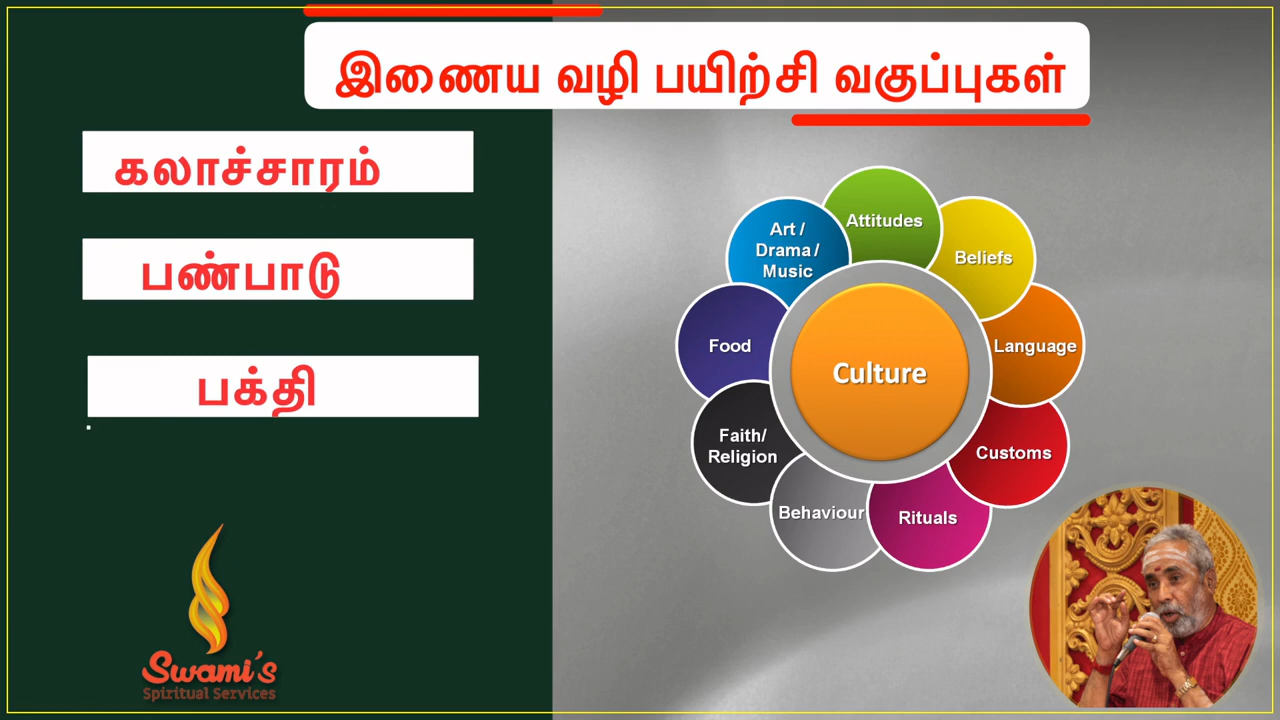 இணைய வழி பயிற்சி வகுப்புகள்
கலாச்சாரம்
பண்பாடு
பக்தி
Culture
Attitudes
Beliefs
Language
Customs
Rituals
Behaviour
Faith/
Religion
Food
Art /
Drama /
Music
Swami's
Spiritual Services